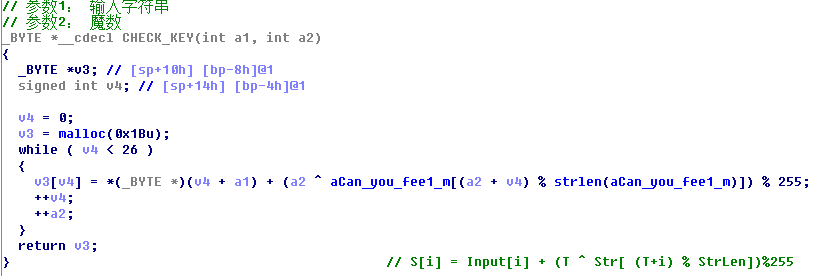 // 参数1： 输入字符串
// 参数2： 魔数
_BYTE *__cdecl CHECK_KEY(int a1, int a2)
{
  _BYTE *v3; // [sp+10h] [bp-8h]@1
  signed int v4; // [sp+14h] [bp-4h]@1

  v4 = 0;
  v3 = malloc(0x1Bu);
  while ( v4 < 26 )
  {
    v3[v4] = *(_BYTE *)(v4 + a1) + (a2 ^ aCan_you_fee1_m[(a2 + v4) % strlen(aCan_you_fee1_m)]) % 255;
    ++v4;
    ++a2;
  }
  return v3;
}                                                 // S[i] = Input[i] + (T ^ Str[ (T+i) % StrLen])%255